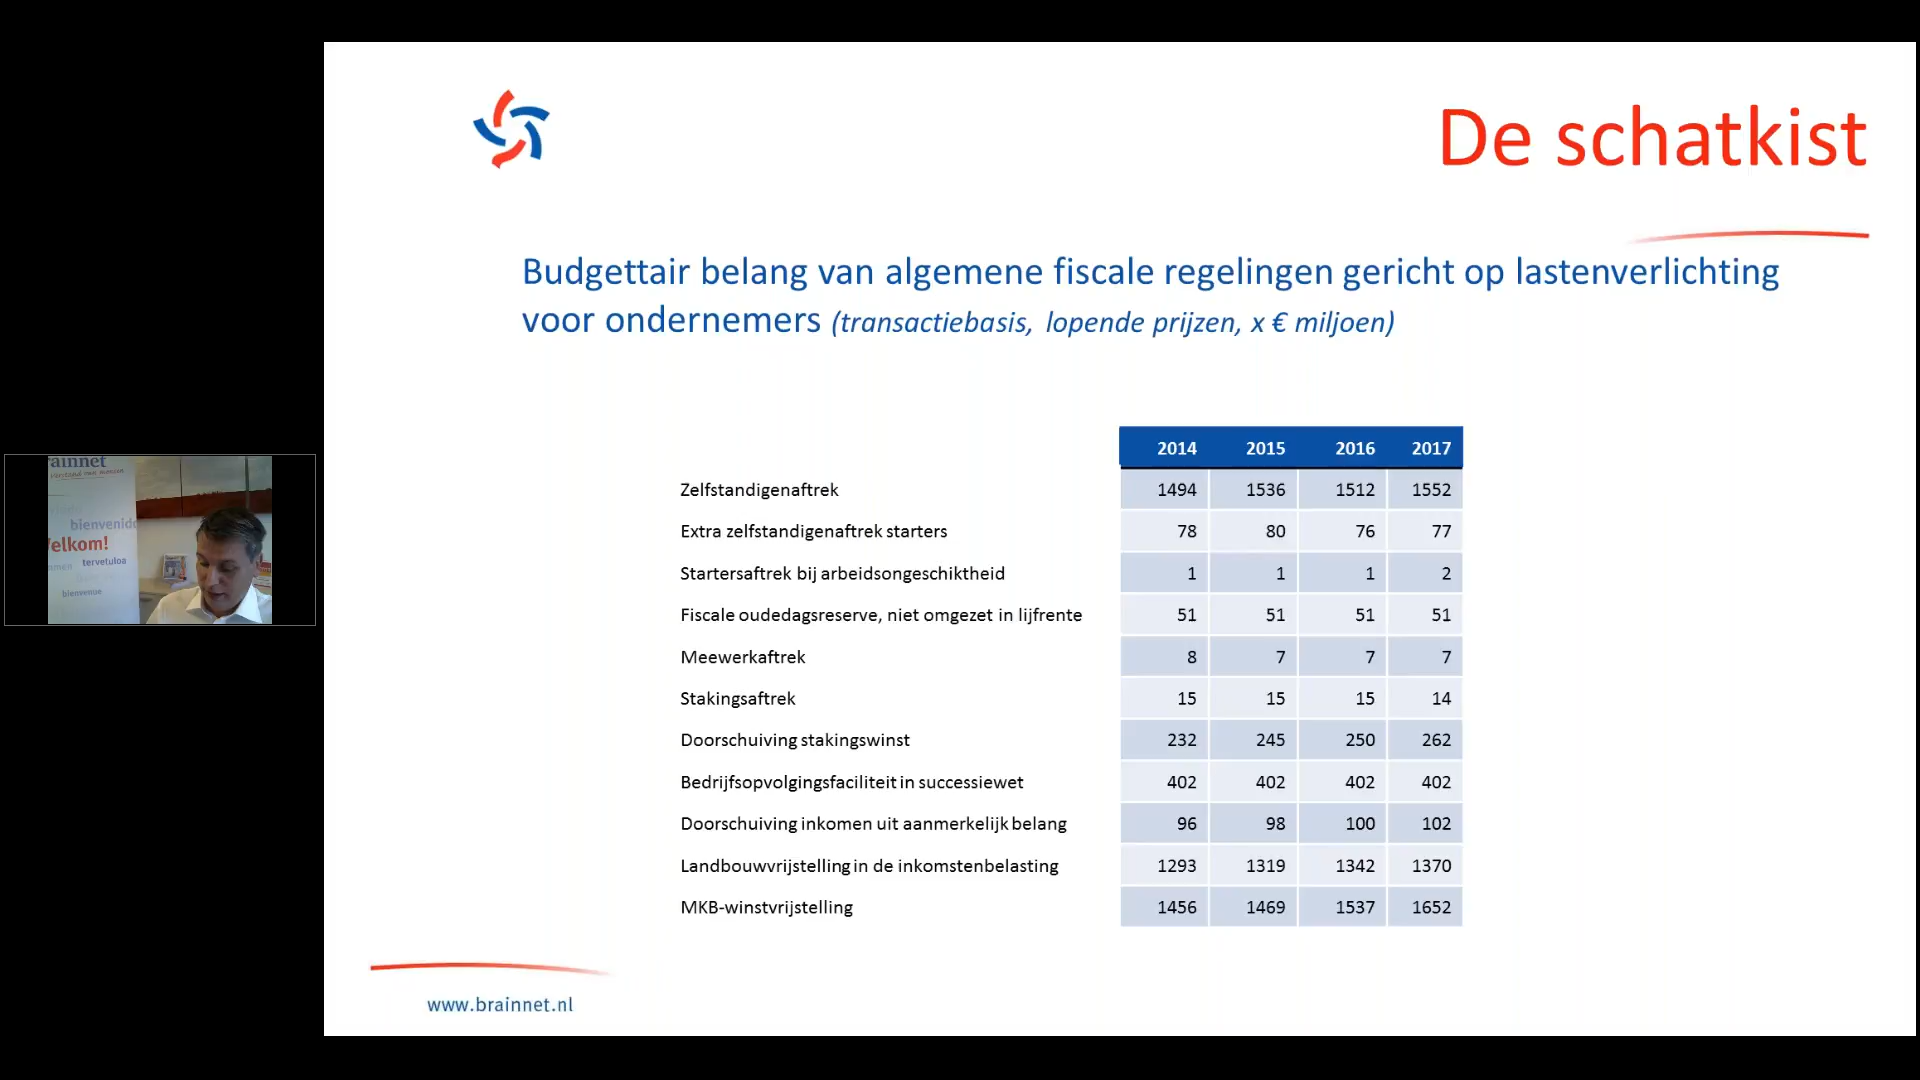 De schatkist
Budgettair belang van algemene fiscale regelingen gericht op lastenverlichting
voor ondernemers (transactiebasis, lopende prijzen, x € miljoen)
2014 2015 2016 2017
Zelfstandigenaftrek 1494 1536 1512 1552
Extra zelfstandigenaftrek starters 78 80 76 77
Startersaftrek bij arbeidsongeschiktheid 1 1 1 2
Fiscale oudedagsreserve, niet omgezet in lijfrente 51 51 51 51
Meewerkaftrek 8 7 7 7
Stakingsaftrek 15 15 15 14
Doorschuiving stakingswinst 232 245 250 262
Bedrijfsopvolgingsfaciliteit in successiewet 402 402 402 402
Doorschuiving inkomen uit aanmerkelijk belang 96 98 100 102
Landbouwvrijstelling in de inkomstenbelasting 1293 1319 1342 1370
MKB-winstvrijstelling 1456 1469 1537 1652
www.brainnet.nl
ainnet
bienvenido
elkom!
tervetuloa
bienvenue